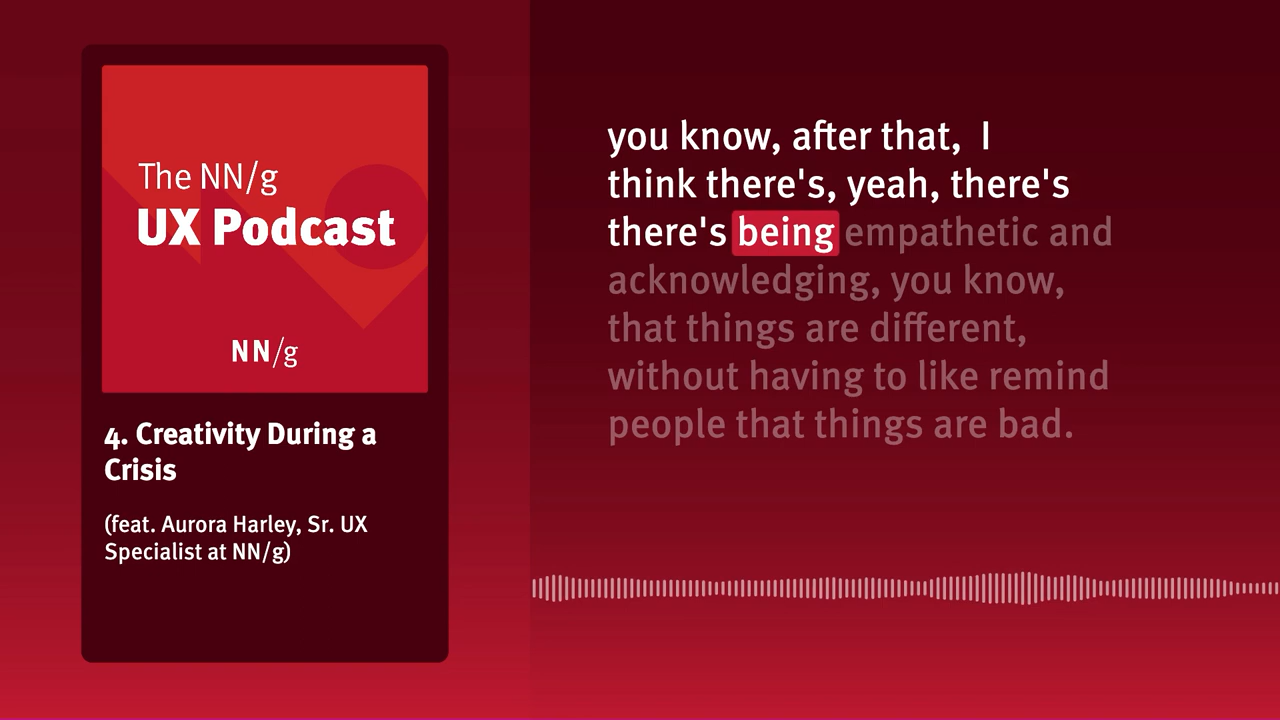 The NN/g
UX Podcast
NN/g
4. Creativity During a
Crisis
(feat. Aurora Harley, Sr. UX
Specialist at NN/g)
you know, after that, I
think there's, yeah, there's
there's being empathetic and
acknowledging, you know,
that things are different,
without having to like remind
people that things are bad.